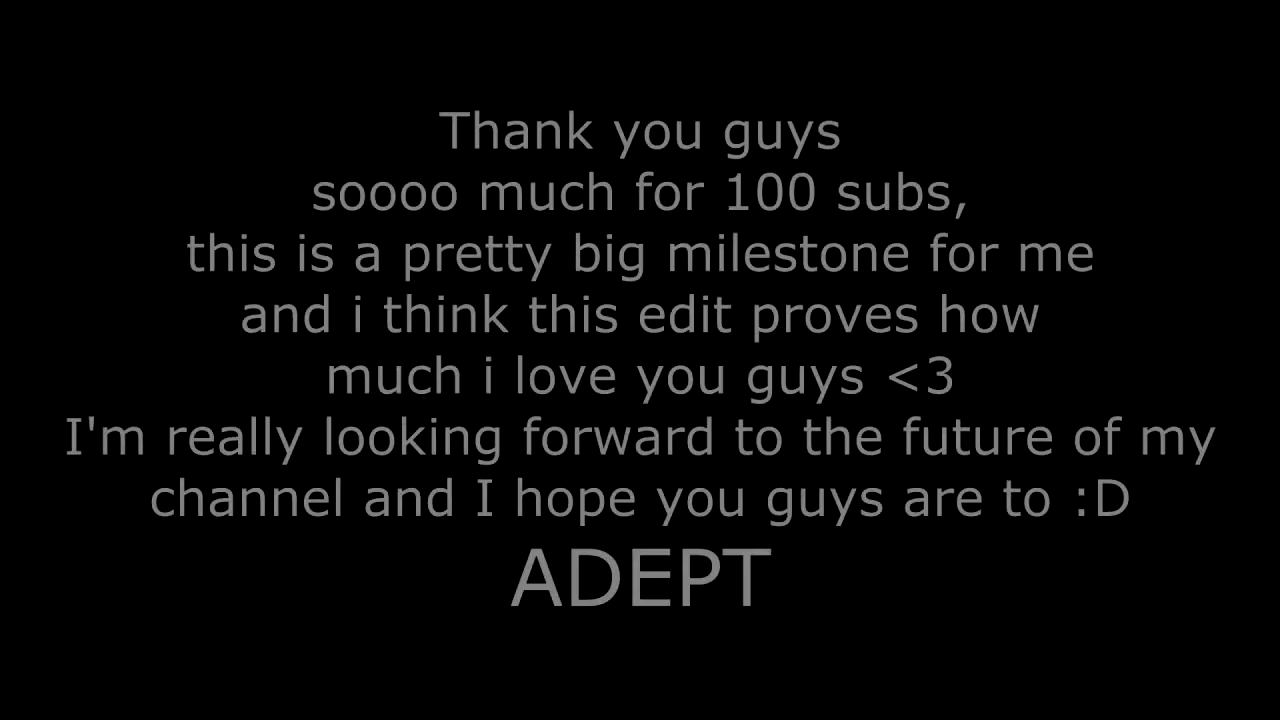 Thank you guys
soooo much for 100 subs,
this is a pretty big milestone for me
and i think this edit proves how
much i love you guys <3
I'm really looking forward to the future of my
channel and I hope you guys are to :D
ADEPT